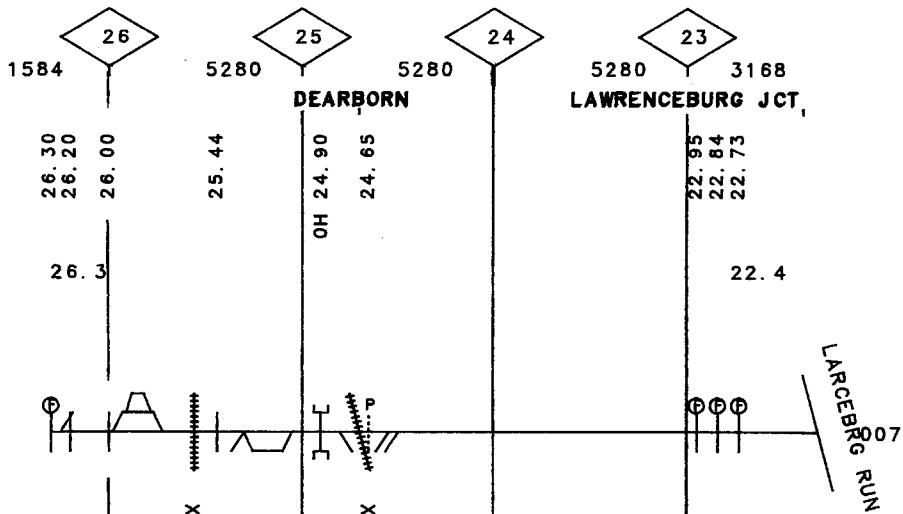 26 25 24 23
1584 5280 5280 5280 3168
DEARBORN LAWRENCEBURG JCT,
26.30
26.20
26.00
25.44
OH 24.90
24.65
22.95
22.84
22.73
26.3 22.4
F P F F F
LARCEBRG RUN
007
X X